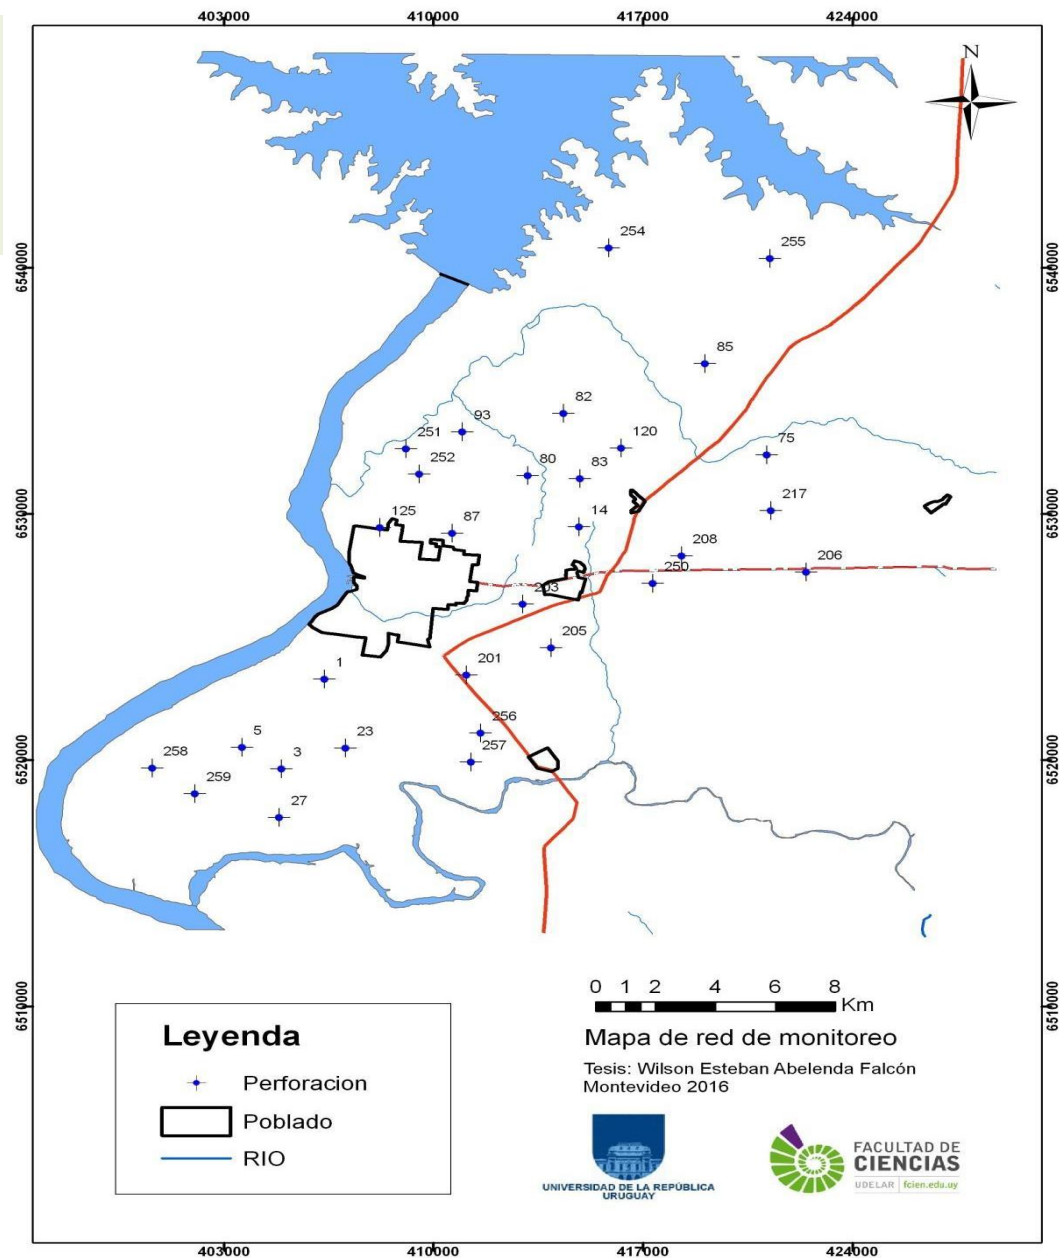 403000 410000 417000 424000
N
254
255
6540000 6540000
85
82
93
120
251
75
252
80
83
217
6530000 6530000
125
87
14
208
250
206
203
205
1
201
256
5
23
257
258
3
6520000 6520000
259
27
0 1 2 4 6 8
Km
6510000 6510000
Mapa de red de monitoreo
Tesis: Wilson Esteban Abelenda Falcón
Montevideo 2016
Leyenda
Perforacion
Poblado
RIO
UNIVERSIDAD DE LA REPÚBLICA
URUGUAY
FACULTAD DE
CIENCIAS
UDELAR | fcien.edu.uy
403000 410000 417000 424000